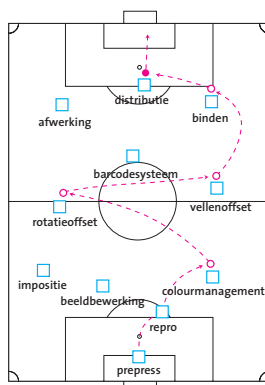 distributie
afwerking
binden
barcodesysteem
vellenoffset
rotatieoffset
impositie
beeldbewerking
colourmanagement
repro
prepress